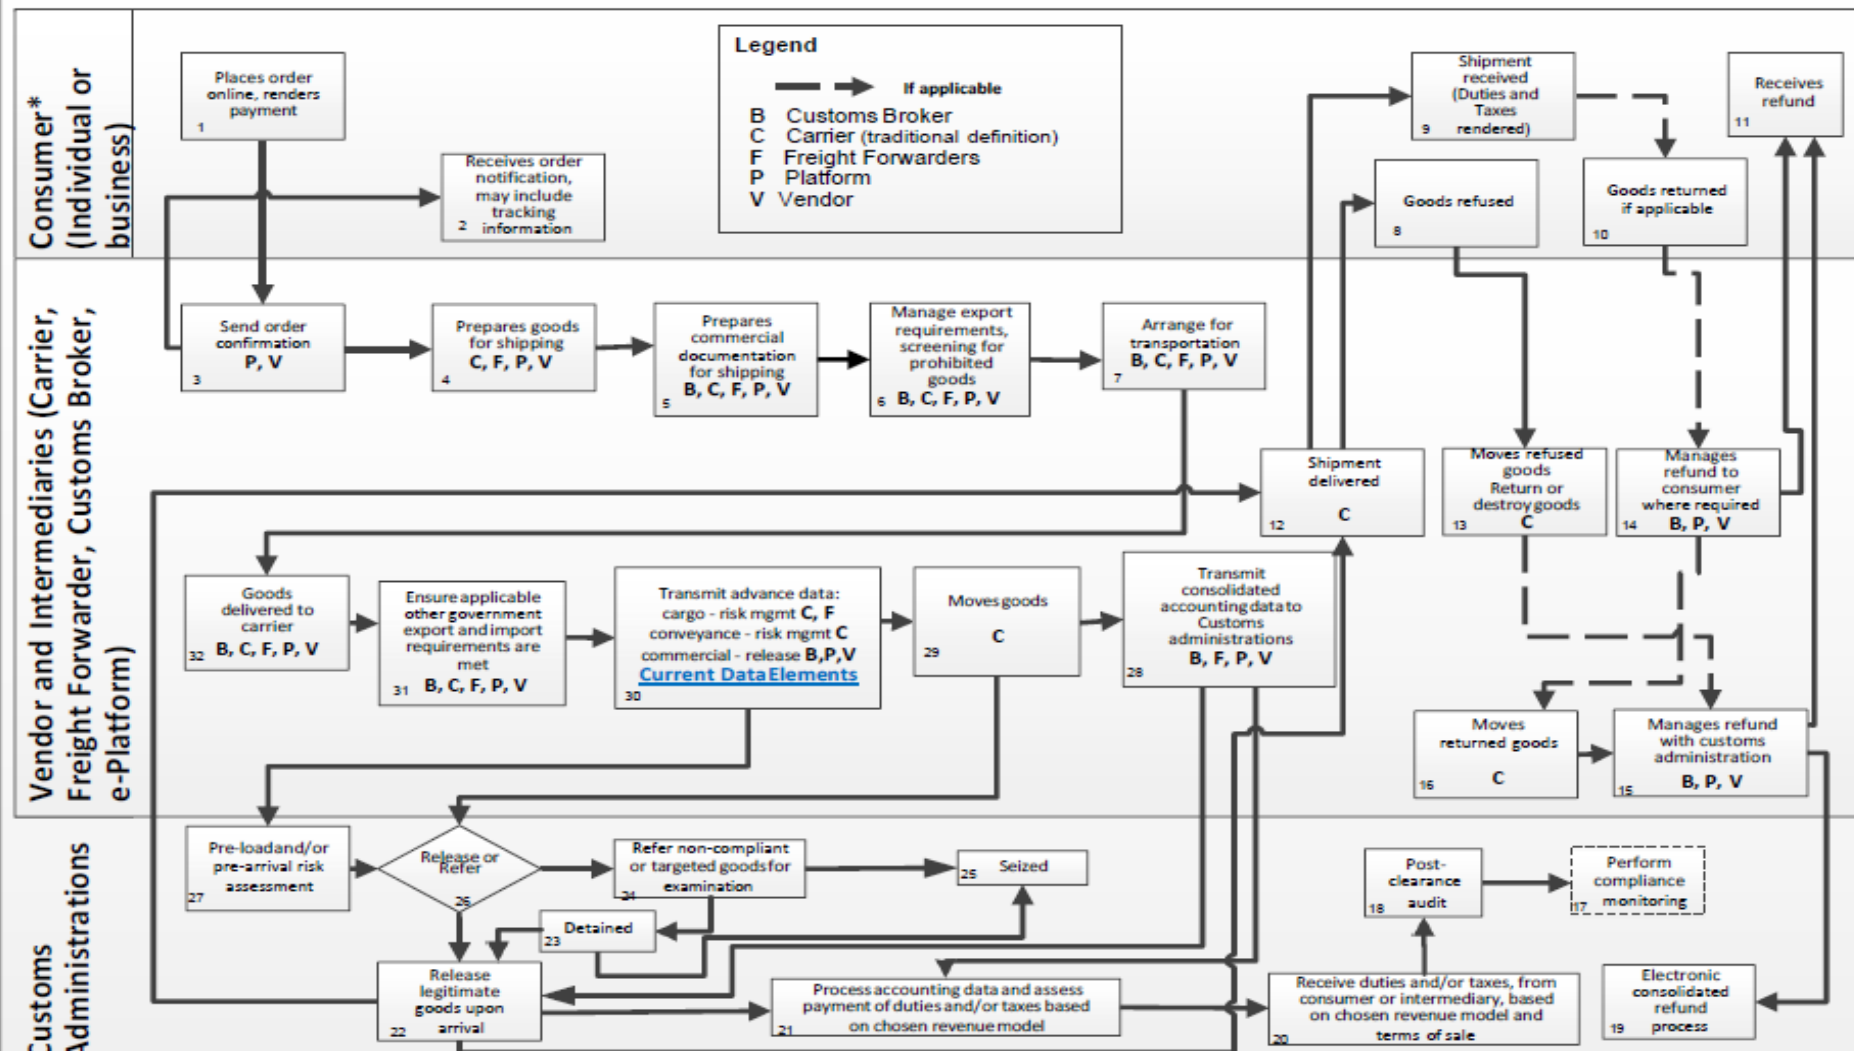 Consumer*
(Individual or
business)
Places order
online, renders
payment
1
Receives order
notification,
may include
tracking
information
2
Legend
If applicable
B Customs Broker
C Carrier (traditional definition)
F Freight Forwarders
P Platform
V Vendor
Shipment
received
(Duties and
Taxes
rendered)
9
Receives
refund
11
Goods refused
8
Goods returned
if applicable
10
Vendor and Intermediaries (Carrier,
Freight Forwarder, Customs Broker,
e-Platform)
Send order
confirmation
P, V
3
Prepares goods
for shipping
C, F, P, V
4
Prepares
commercial
documentation
for shipping
B, C, F, P, V
5
Manage export
requirements,
screening for
prohibited
goods
B, C, F, P, V
6
Arrange for
transportation
B, C, F, P, V
7
Shipment
delivered
C
12
Moves refused
goods
Return or
destroy goods
C
13
Manages
refund to
consumer
where required
B, P, V
14
Goods
delivered to
carrier
B, C, F, P, V
32
Ensure applicable
other government
export and import
requirements are
met
B, C, F, P, V
31
Transmit advance data:
cargo - risk mgmt C, F
conveyance - risk mgmt C
commercial - release B,P,V
Current Data Elements
30
Moves goods
C
29
Transmit
consolidated
accounting data to
Customs
administrations
B, F, P, V
28
Moves
returned goods
C
16
Manages refund
with customs
administration
B, P, V
15
Customs
Administrations
Pre-load and/or
pre-arrival risk
assessment
27
Release or
Refer
26
Refer non-compliant
or targeted goods for
examination
24
Seized
25
Detained
23
Post-
clearance
audit
18
Perform
compliance
monitoring
17
Release
legitimate
goods upon
arrival
22
Process accounting data and assess
payment of duties and/or taxes based
on chosen revenue model
21
Receive duties and/or taxes, from
consumer or intermediary, based
on chosen revenue model and
terms of sale
20
Electronic
consolidated
refund
process
19